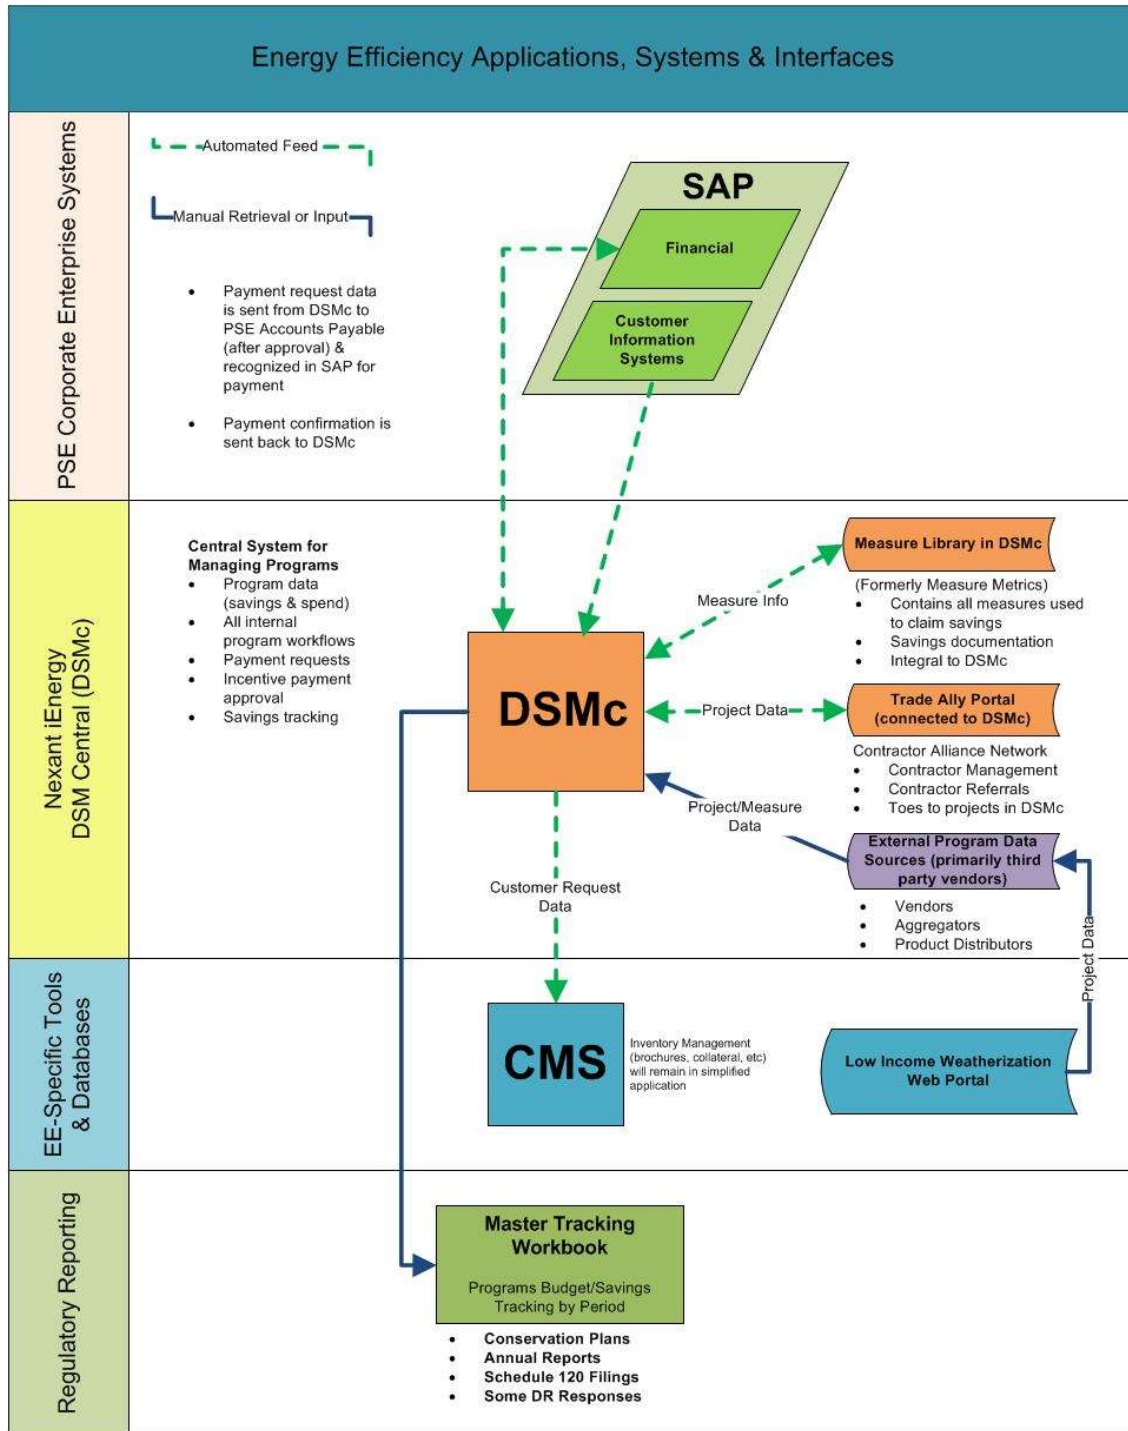 Energy Efficiency Applications, Systems & Interfaces
PSE Corporate Enterprise Systems
Automated Feed
Manual Retrieval or Input
• Payment request data
is sent from DSMc to
PSE Accounts Payable
(after approval) &
recognized in SAP for
payment
• Payment confirmation is
sent back to DSMc
SAP
Financial
Customer
Information
Systems
Nexant iEnergy
DSM Central (DSMc)
Central System for
Managing Programs
• Program data
(savings & spend)
• All internal
program workflows
• Payment requests
• Incentive payment
approval
• Savings tracking
DSMc
Measure Info
Measure Library in DSMc
(Formerly Measure Metrics)
• Contains all measures used
to claim savings
• Savings documentation
• Integral to DSMc
Project Data
Trade Ally Portal
(connected to DSMc)
Contractor Alliance Network
• Contractor Management
• Contractor Referrals
• Toes to projects in DSMc
Project/Measure
Data
External Program Data
Sources (primarily third
party vendors)
• Vendors
• Aggregators
• Product Distributors
Customer Request
Data
Project Data
EE-Specific Tools
& Databases
CMS
Inventory Management
(brochures, collateral, etc)
will remain in simplified
application
Low Income Weatherization
Web Portal
Regulatory Reporting
Master Tracking
Workbook
Programs Budget/Savings
Tracking by Period
• Conservation Plans
• Annual Reports
• Schedule 120 Filings
• Some DR Responses